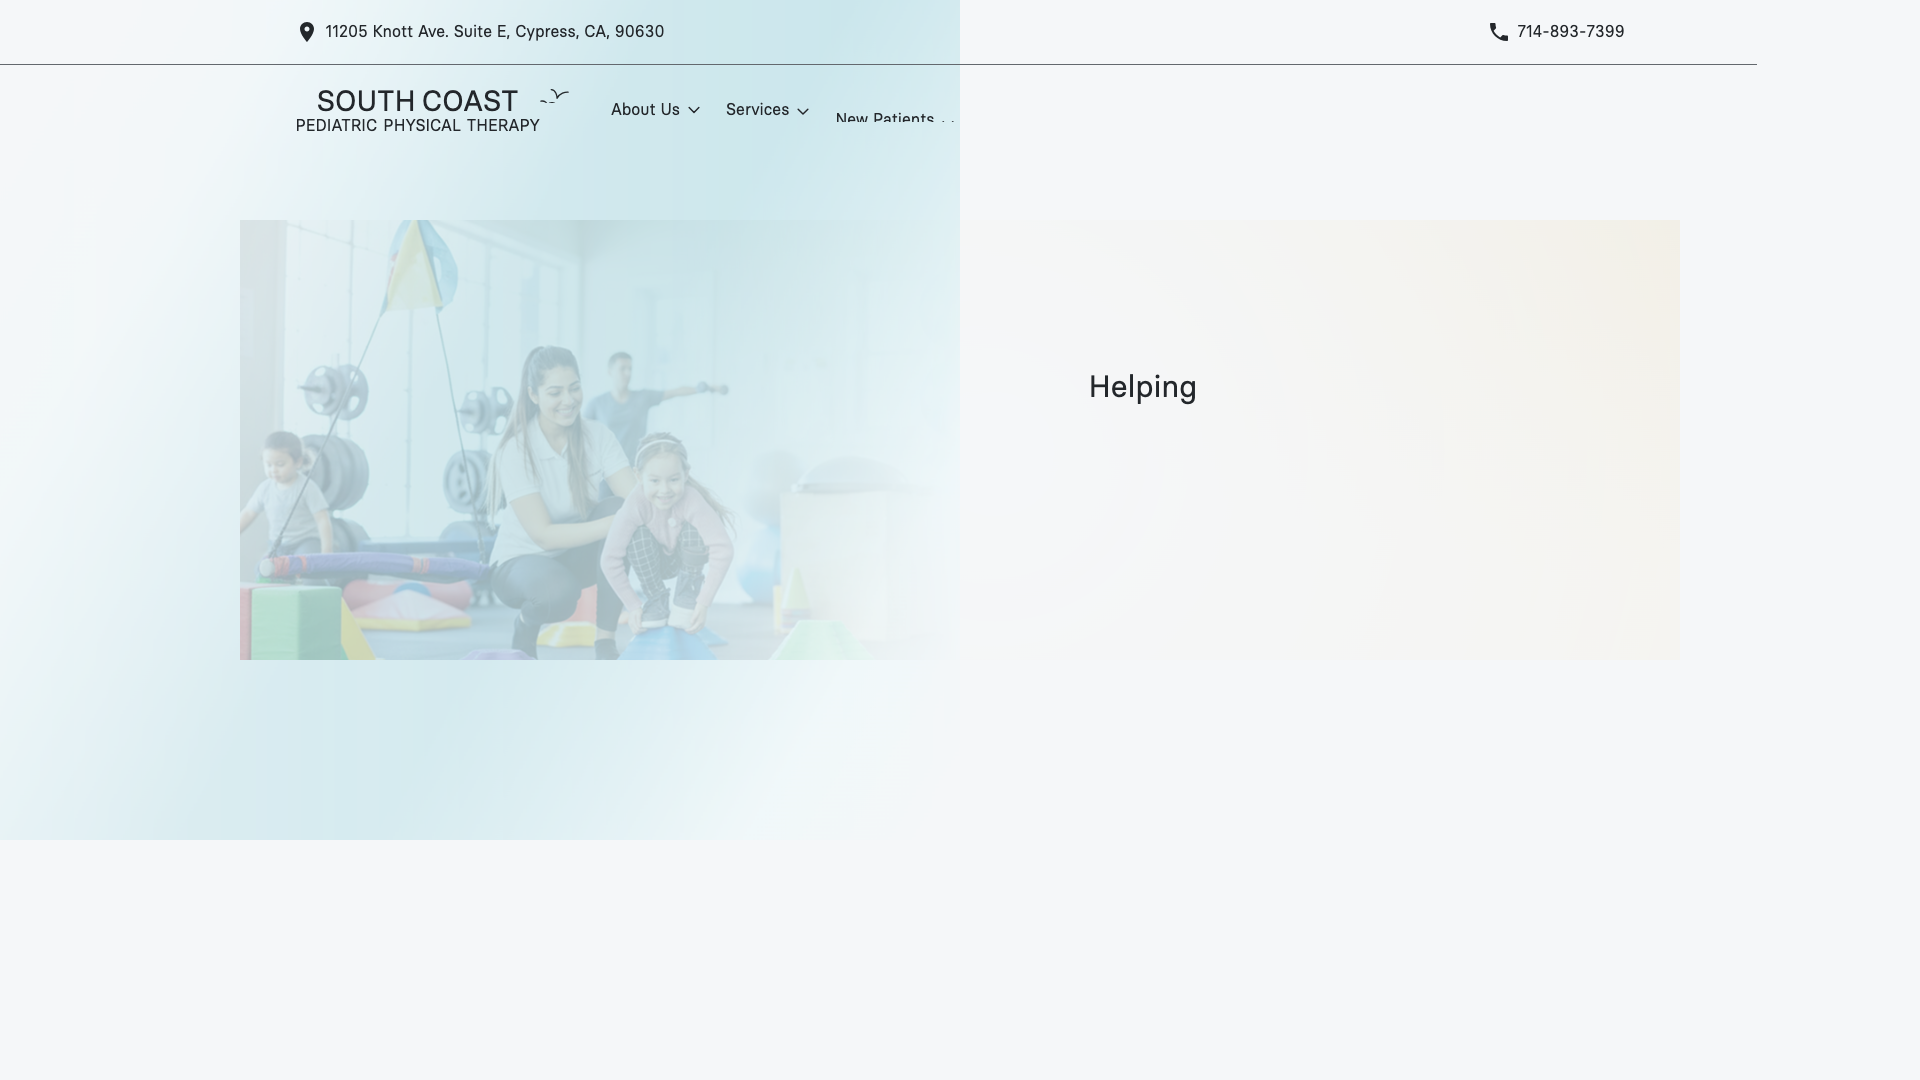 11205 Knott Ave. Suite E, Cypress, CA, 90630
714-893-7399
SOUTH COAST
PEDIATRIC PHYSICAL THERAPY
About Us
Services
New Patients
Helping